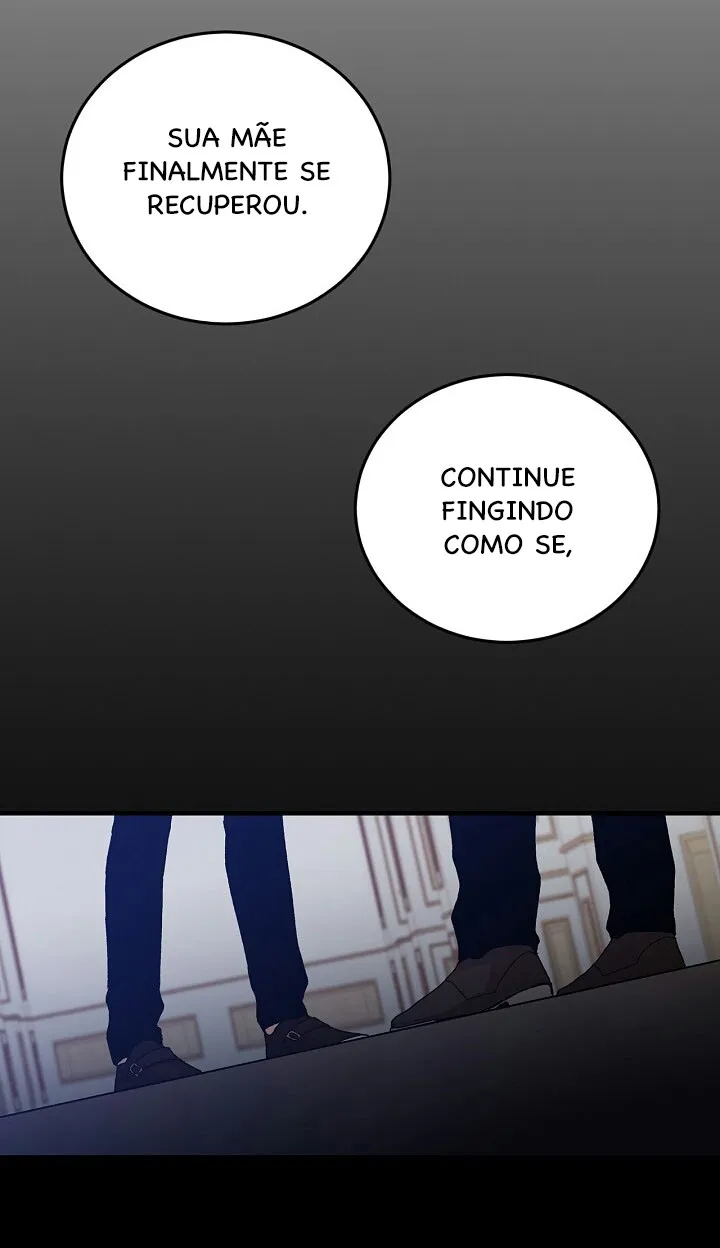 SUA MÃE
FINALMENTE SE
RECUPEROU.
CONTINUE
FINGINDO
COMO SE,